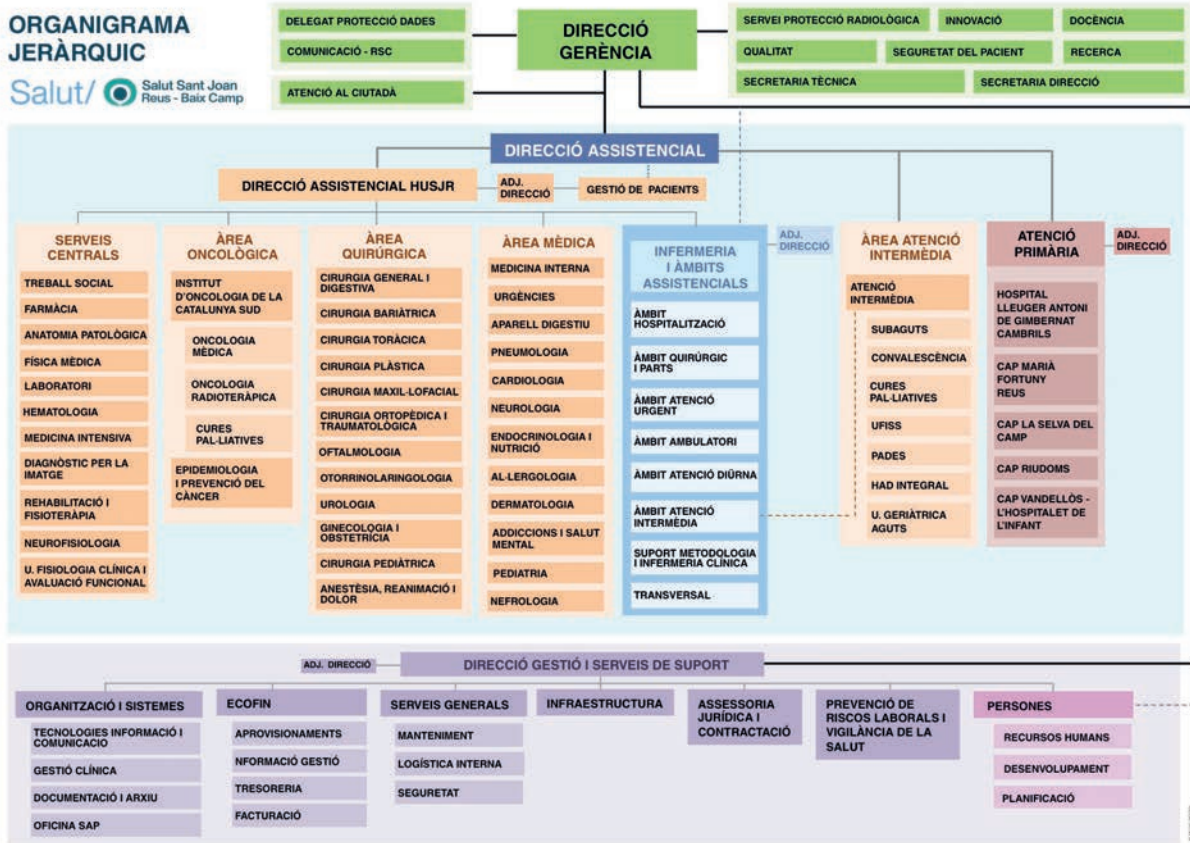 ORGANIGRAMA
JERÀRQUIC
Salut/
Salut Sant Joan
Reus - Baix Camp
DELEGAT PROTECCIÓ DADES
COMUNICACIÓ - RSC
ATENCIÓ AL CIUTADÀ
DIRECCIÓ
GERÈNCIA
SERVEI PROTECCIÓ RADIOLÒGICA
INNOVACIÓ
DOCÈNCIA
QUALITAT
SEGURETAT DEL PACIENT
RECERCA
SECRETARIA TÈCNICA
SECRETARIA DIRECCIÓ
DIRECCIÓ ASSISTENCIAL
DIRECCIÓ ASSISTENCIAL HUSJR
ADJ.
DIRECCIÓ
GESTIÓ DE PACIENTS
SERVEIS
CENTRALS
TREBALL SOCIAL
FARMÀCIA
ANATOMIA PATOLÒGICA
FÍSICA MÈDICA
LABORATORI
HEMATOLOGIA
MEDICINA INTENSIVA
DIAGNÒSTIC PER LA
IMATGE
REHABILITACIÓ I
FISIOTERÀPIA
NEUROFISIOLOGIA
U. FISIOLOGIA CLÍNICA I
AVALUACIÓ FUNCIONAL
ÀREA
ONCOLÒGICA
INSTITUT
D'ONCOLOGIA DE LA
CATALUNYA SUD
ONCOLOGIA
MÈDICA
ONCOLOGIA
RADIOTERÀPICA
CURES
PAL·LIATIVES
EPIDEMIOLOGIA
I PREVENCIÓ DEL
CÀNCER
ÀREA
QUIRÚRGICA
CIRURGIA GENERAL I
DIGESTIVA
CIRURGIA BARIÀTRICA
CIRURGIA TORÀCICA
CIRURGIA PLÀSTICA
CIRURGIA MAXIL·LOFACIAL
CIRURGIA ORTOPÈDICA I
TRAUMATOLÒGICA
OFTALMOLOGIA
OTORRINOLARINGOLOGIA
UROLOGIA
GINECOLOGIA I
OBSTETRÍCIA
CIRURGIA PEDIÀTRICA
ANESTÈSIA, REANIMACIÓ I
DOLOR
ÀREA MÈDICA
MEDICINA INTERNA
URGÈNCIES
APARELL DIGESTIU
PNEUMOLOGIA
CARDIOLOGIA
NEUROLOGIA
ENDOCRINOLOGIA I
NUTRICIÓ
AL·LERGOLOGIA
DERMATOLOGIA
ADDICCIONS I SALUT
MENTAL
PEDIATRIA
NEFROLOGIA
INFERMERIA
I ÀMBITS
ASSISTENCIALS
ÀMBIT
HOSPITALITZACIÓ
ÀMBIT QUIRÚRGIC
I PARTS
ÀMBIT ATENCIÓ
URGENT
ÀMBIT AMBULATORI
ÀMBIT ATENCIÓ DIÜRNA
ÀMBIT ATENCIÓ
INTERMÈDIA
SUPORT METODOLOGIA
I INFERMERIA CLÍNICA
TRANSVERSAL
ADJ.
DIRECCIÓ
ÀREA ATENCIÓ
INTERMÈDIA
ATENCIÓ
INTERMÈDIA
SUBAGUTS
CONVALESCÈNCIA
CURES
PAL·LIATIVES
UFISS
PADES
HAD INTEGRAL
U. GERIÀTRICA
AGUTS
ATENCIÓ
PRIMÀRIA
HOSPITAL
LLEUGER ANTONI
DE GIMBERNAT
CAMBRILS
CAP MARIÀ
FORTUNY
REUS
CAP LA SELVA DEL
CAMP
CAP RIUDOMS
CAP VANDELLÒS -
L'HOSPITALET DE
L'INFANT
ADJ.
DIRECCIÓ
ADJ. DIRECCIÓ
DIRECCIÓ GESTIÓ I SERVEIS DE SUPORT
ORGANITZACIÓ I SISTEMES
TECNOLOGIES INFORMACIÓ I
COMUNICACIO
GESTIÓ CLÍNICA
DOCUMENTACIÓ I ARXIU
OFICINA SAP
ECOFIN
APROVISIONAMENTS
NFORMACIÓ GESTIÓ
TRESORERIA
FACTURACIÓ
SERVEIS GENERALS
MANTENIMENT
LOGÍSTICA INTERNA
SEGURETAT
INFRAESTRUCTURA
ASSESSORIA
JURÍDICA I
CONTRACTACIÓ
PREVENCIÓ DE
RISCOS LABORALS I
VIGILÀNCIA DE LA
SALUT
PERSONES
RECURSOS HUMANS
DESENVOLUPAMENT
PLANIFICACIÓ